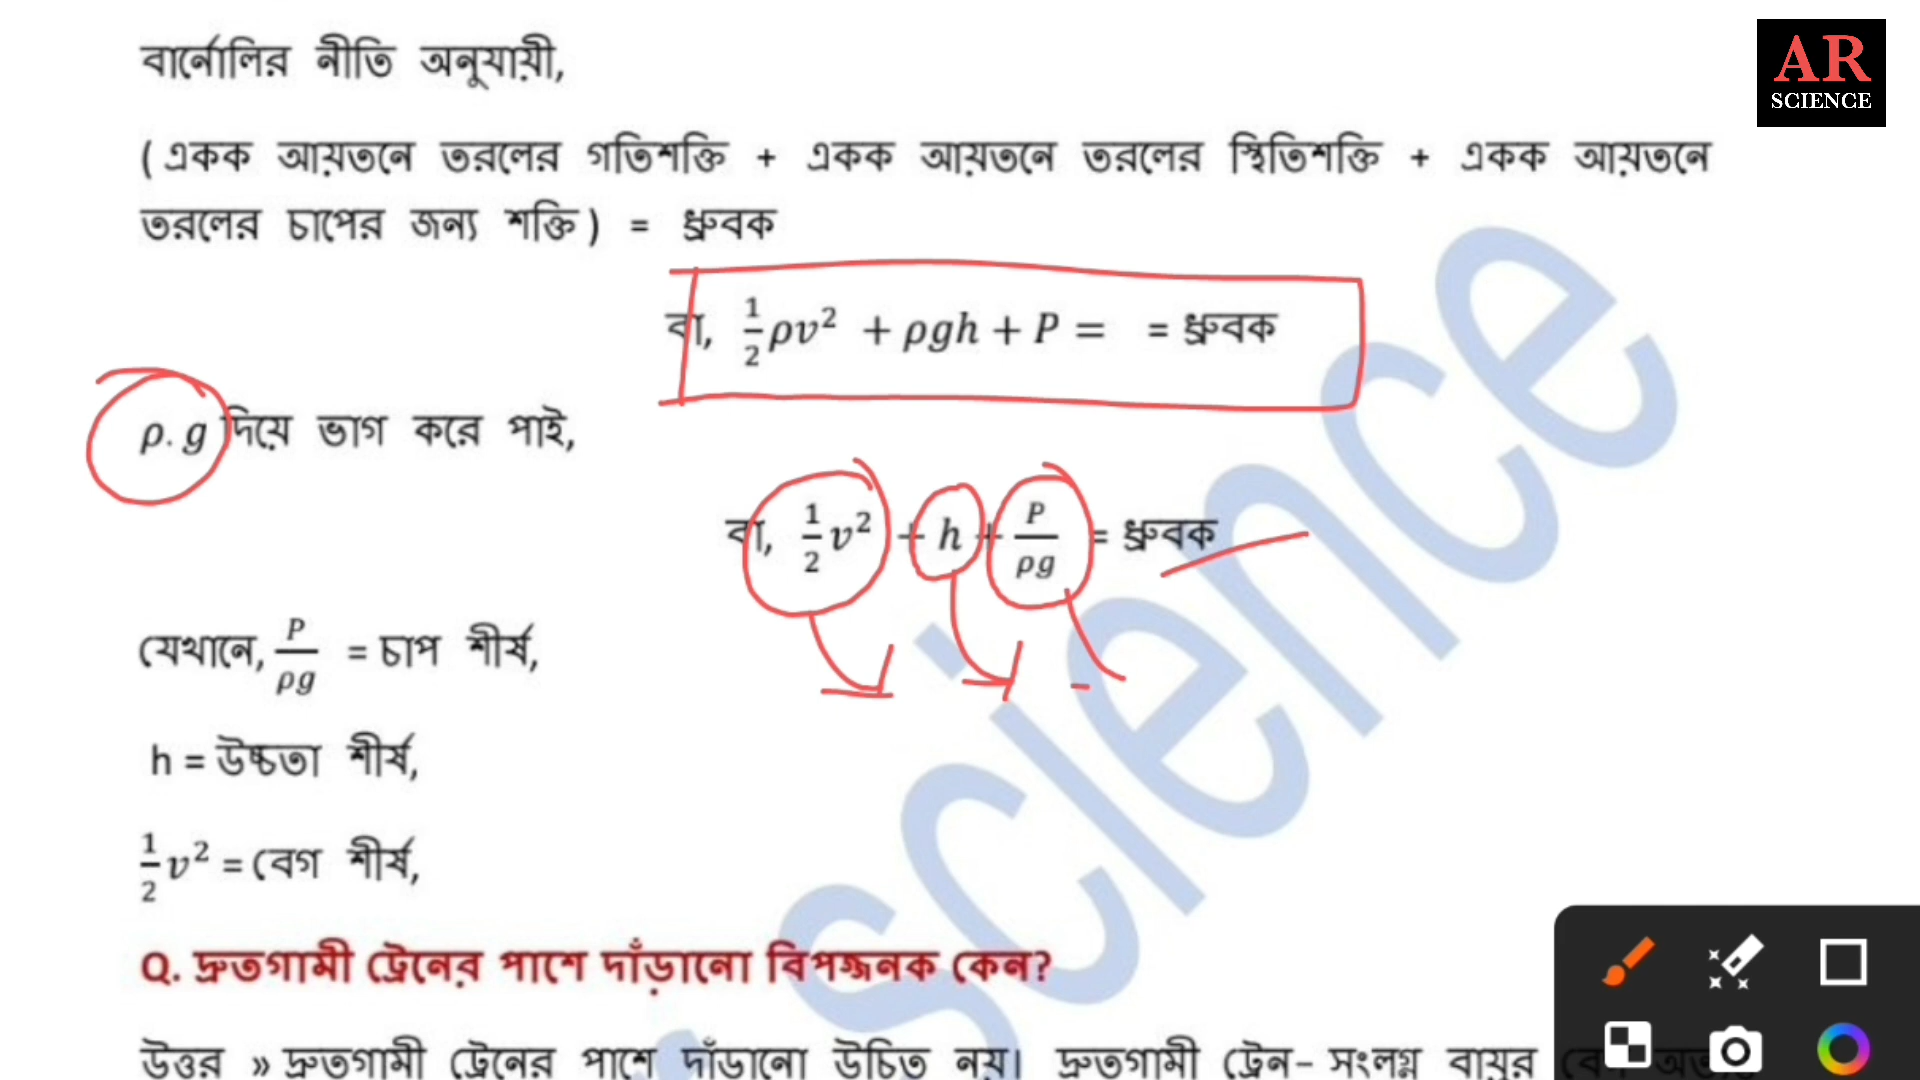 AR
SCIENCE
বার্নোলির নীতি অনুযায়ী,
( একক আয়তনে তরলের গতিশক্তি + একক আয়তনে তরলের স্থিতিশক্তি + একক আয়তনে
তরলের চাপের জন্য শক্তি ) = ধ্রুবক
বা, ½ρv² + ρgh + P = = ধ্রুবক
ρ.g দিয়ে ভাগ করে পাই,
বা, ½v² + h + P/ρg = ধ্রুবক
যেখানে, P/ρg = চাপ শীর্ষ,
h = উচ্চতা শীর্ষ,
½v² = বেগ শীর্ষ,
Q. দ্রুতগামী ট্রেনের পাশে দাঁড়ানো বিপজ্জনক কেন?
উত্তর » দ্রুতগামী ট্রেনের পাশে দাঁড়ানো উচিত নয়। দ্রুতগামী ট্রেন- সংলগ্ন বায়ুর
science